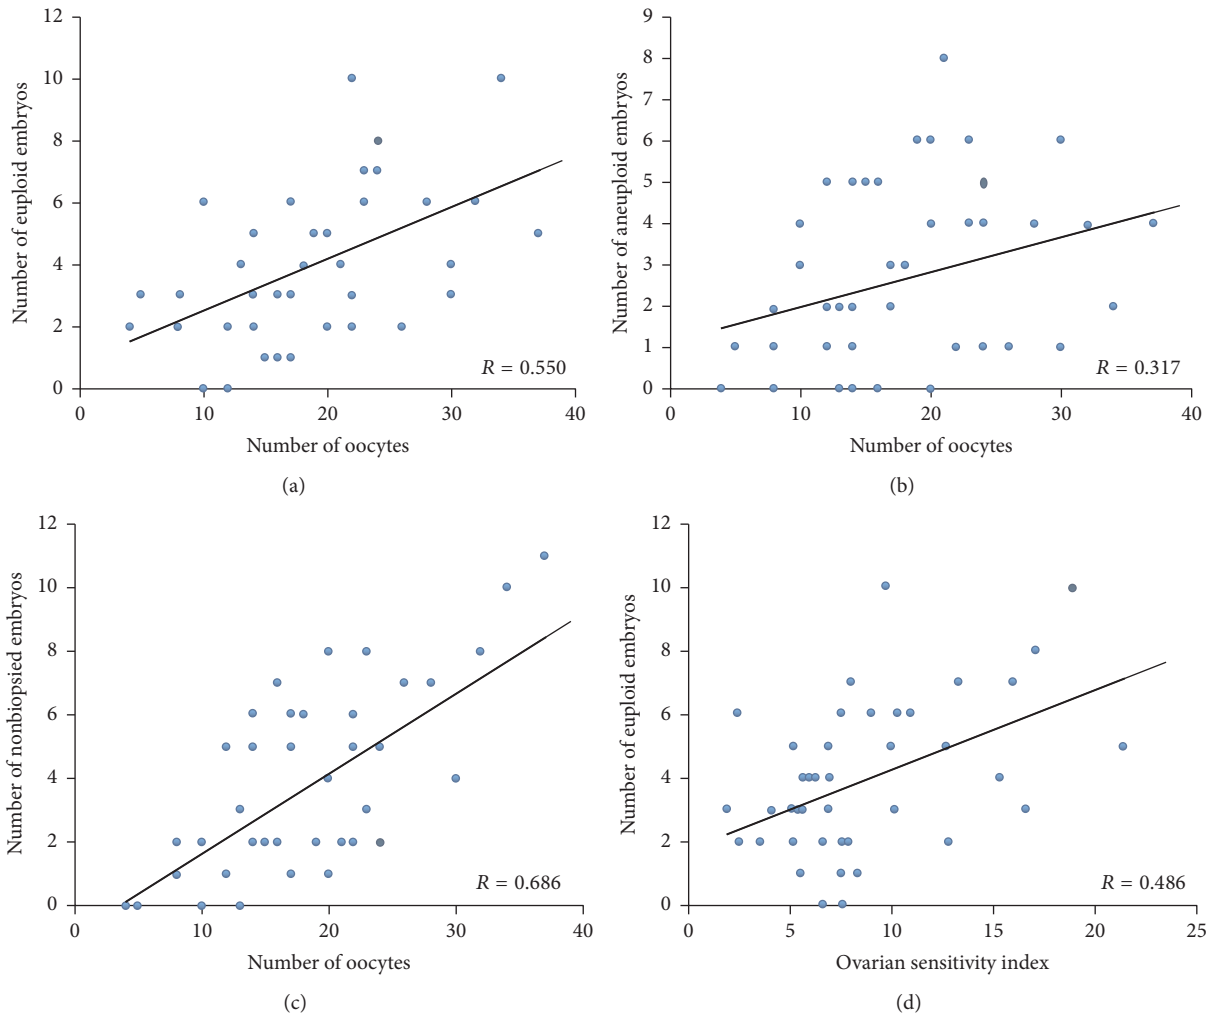 12
10
8
6
4
2
0
Number of euploid embryos
R = 0.550
0 10 20 30 40
Number of oocytes
(a)
9
8
7
6
5
4
3
2
1
0
Number of aneuploid embryos
R = 0.317
0 10 20 30 40
Number of oocytes
(b)
12
10
8
6
4
2
0
Number of nonbiopsied embryos
R = 0.686
0 10 20 30 40
Number of oocytes
(c)
12
10
8
6
4
2
0
Number of euploid embryos
R = 0.486
0 5 10 15 20 25
Ovarian sensitivity index
(d)